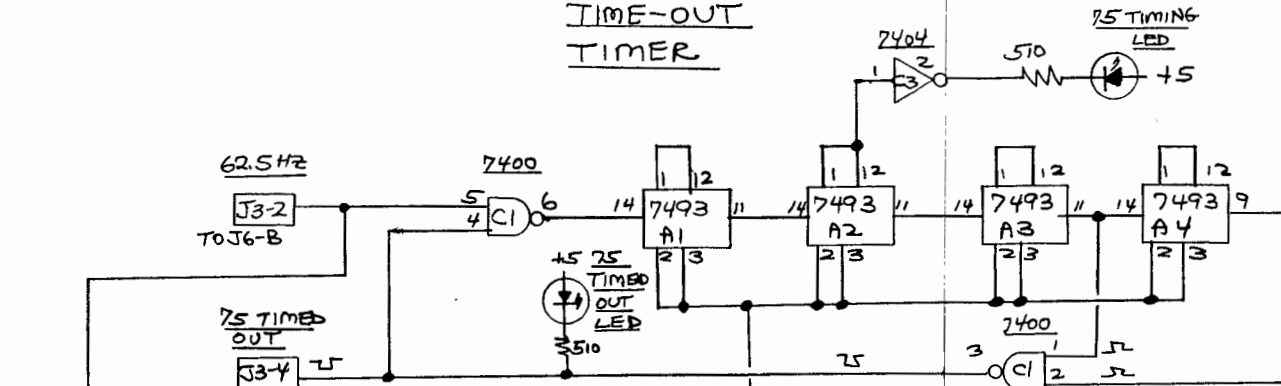 TIME-OUT
TIMER
75 TIMING
LED
7404
510
1
C3
2
+5
62.5HZ
7400
J3-2
TO J6-B
5
4
C1
6
14
7493
A1
1
12
11
2
3
14
7493
A2
1
12
11
2
3
14
7493
A3
1
12
11
2
3
14
7493
A4
1
12
9
2
3
+5
75
TIMED
OUT
LED
510
75 TIMED
OUT
J3-4
7400
3
C1
1
2